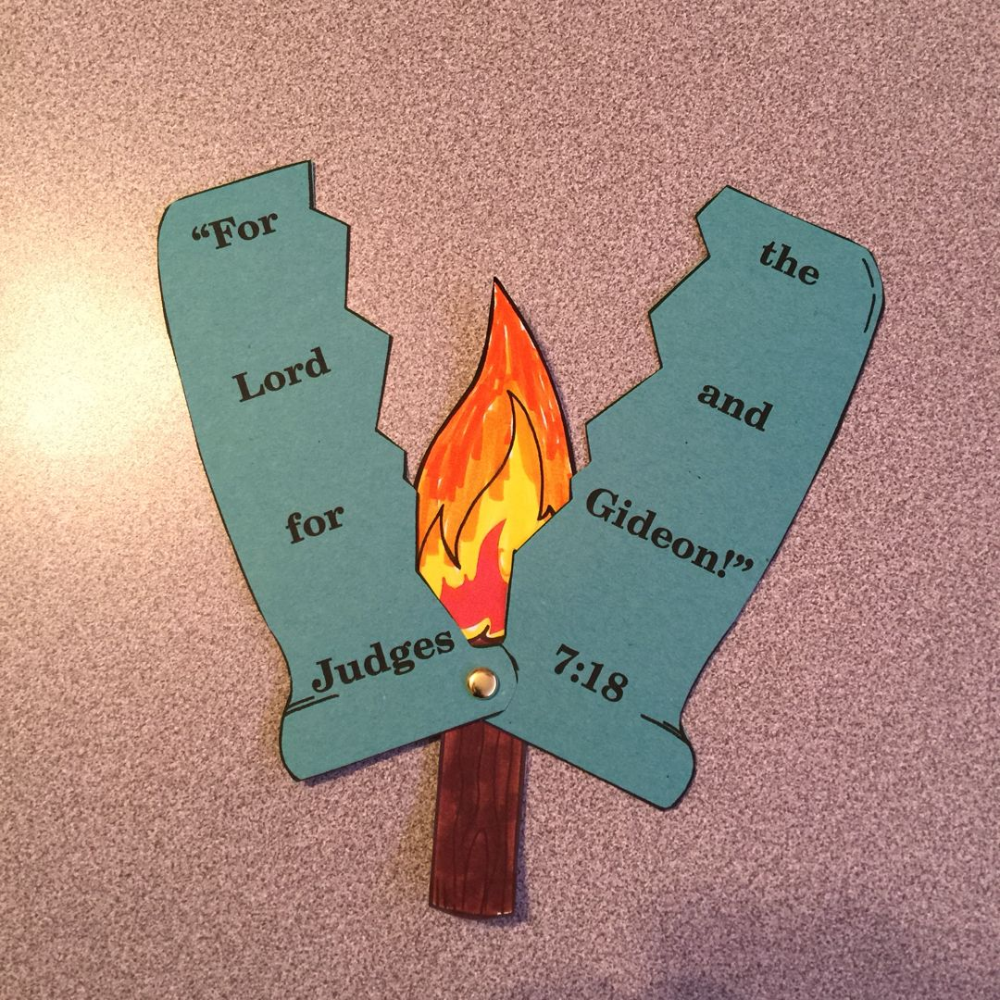 “For the
Lord and
for Gideon!”
Judges 7:18